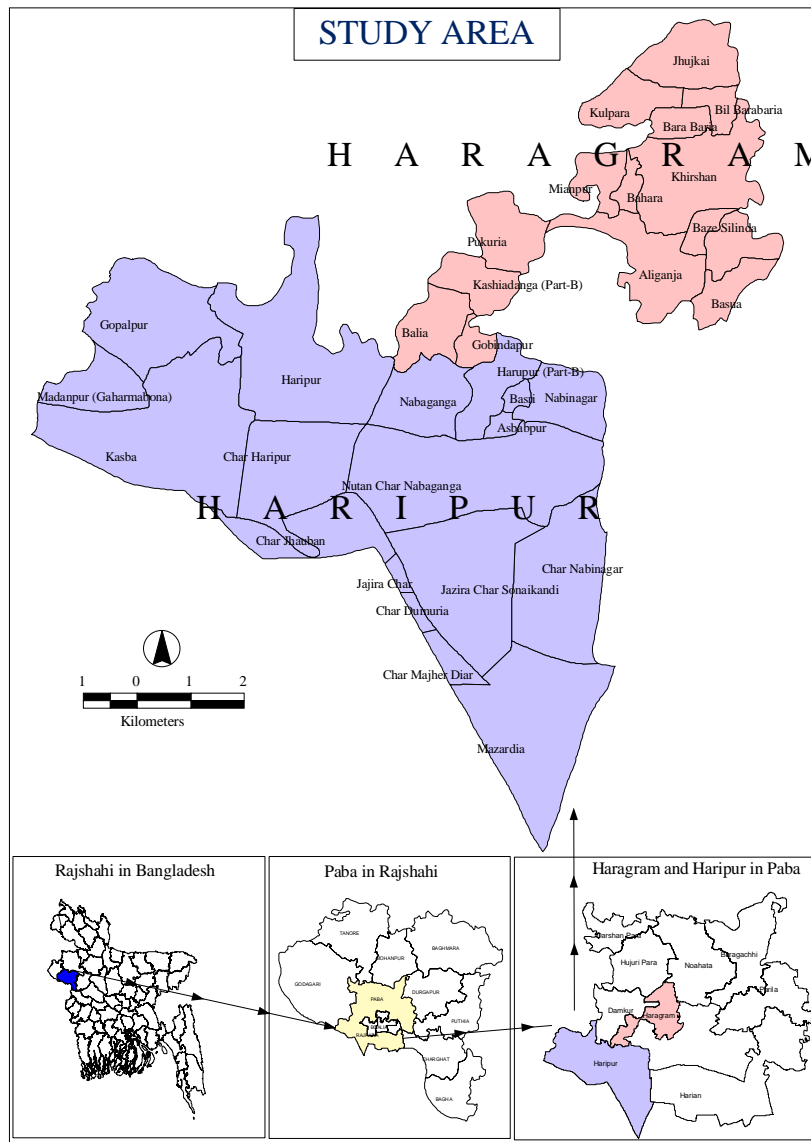 STUDY AREA
Jhujkai
Kulpara
Bil Barabaria
Bara Baria
H A R A G R A M
Khirshan
Mianpur
Bahara
Baze Silinda
Pukuria
Aliganja
Kashiadanga (Part-B)
Basua
Gopalpur
Balia
Gobindapur
Haripur
Harupur (Part-B)
Madanpur (Gaharmabona)
Nabaganga
Basri
Nabinagar
Asbabpur
Kasba
Char Haripur
Nutan Char Nabaganga
H A R I P U R
Char Jhauban
Char Nabinagar
Jajira Char
Jazira Char Sonaikandi
Char Dumuria
Char Majher Diar
1 0 1 2
Kilometers
Mazardia
Rajshahi in Bangladesh
Paba in Rajshahi
TANORE
MOHANPUR
BAGHMARA
GODAGARI
DURGAPUR
PABA
PUTHIA
CHARGHAT
BAGHA
Haragram and Haripur in Paba
Baragachhi
Hujuri Para
Noahata
Parila
Damkur
Haragram
Haripur
Harian